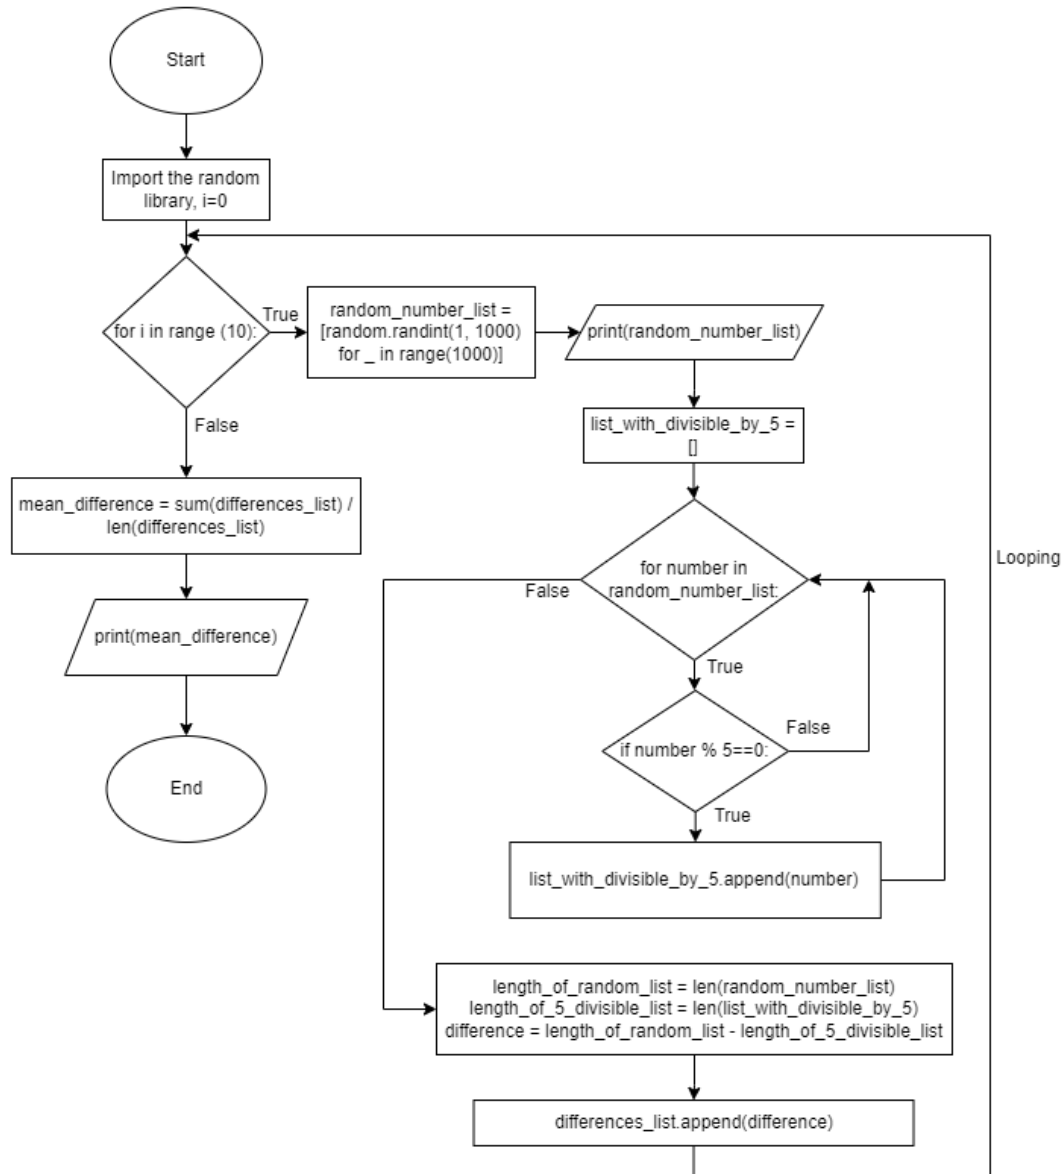 Start
Import the random
library, i=0
for i in range (10):
True
random_number_list =
[random.randint(1, 1000)
for _ in range(1000)]
print(random_number_list)
False
list_with_divisible_by_5 =
[]
mean_difference = sum(differences_list) /
len(differences_list)
print(mean_difference)
End
for number in
random_number_list:
False
Looping
True
if number % 5==0:
False
True
list_with_divisible_by_5.append(number)
length_of_random_list = len(random_number_list)
length_of_5_divisible_list = len(list_with_divisible_by_5)
difference = length_of_random_list - length_of_5_divisible_list
differences_list.append(difference)